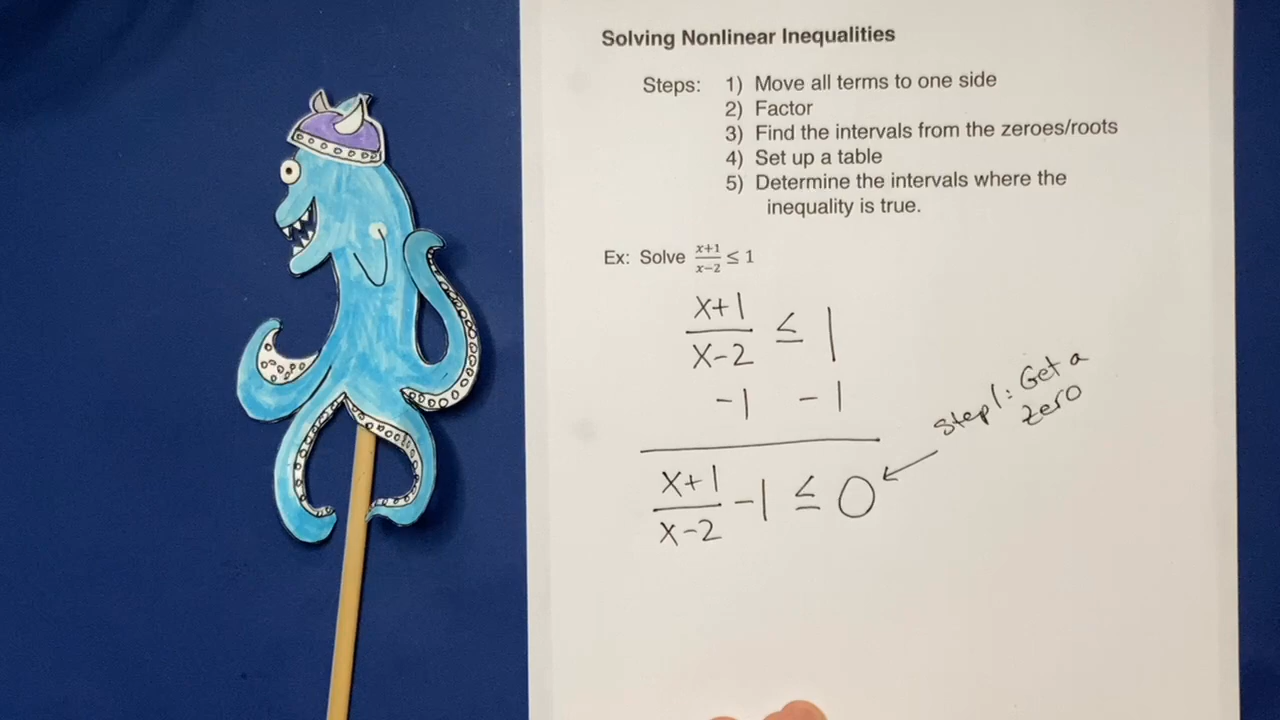 Solving Nonlinear Inequalities
Steps: 1) Move all terms to one side
2) Factor
3) Find the intervals from the zeroes/roots
4) Set up a table
5) Determine the intervals where the
inequality is true.
Ex: Solve x+1/x−2 ≤ 1
x+1/x-2 ≤ 1
-1 -1
x+1/x-2 -1 ≤ 0
Step 1: Get a
zero